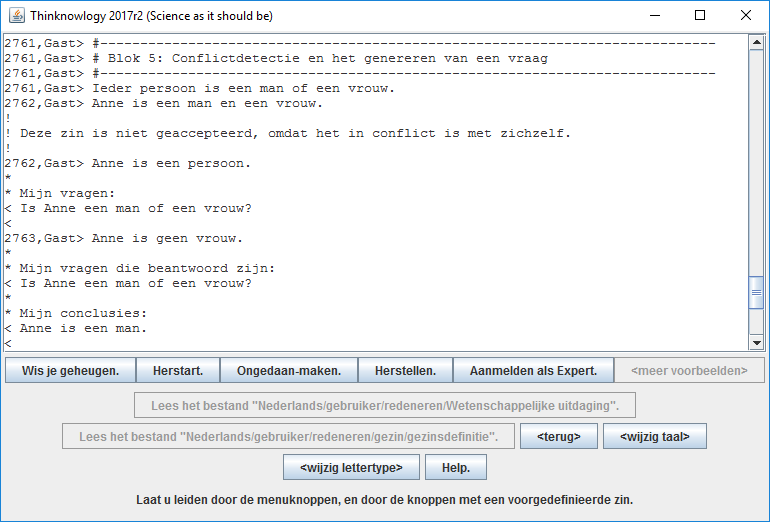 Thinknowlogy 2017r2 (Science as it should be)
2761,Gast> #-----------------------------------------------------------------------------
2761,Gast> # Blok 5: Conflictdetectie en het genereren van een vraag
2761,Gast> #-----------------------------------------------------------------------------
2761,Gast> Ieder persoon is een man of een vrouw.
2762,Gast> Anne is een man en een vrouw.
!
! Deze zin is niet geaccepteerd, omdat het in conflict is met zichzelf.
!
2762,Gast> Anne is een persoon.
*
* Mijn vragen:
< Is Anne een man of een vrouw?
<
2763,Gast> Anne is geen vrouw.
*
* Mijn vragen die beantwoord zijn:
< Is Anne een man of een vrouw?
*
* Mijn conclusies:
< Anne is een man.
<
Wis je geheugen. Herstart. Ongedaan-maken. Herstellen. Aanmelden als Expert. <meer voorbeelden>
Lees het bestand "Nederlands/gebruiker/redeneren/Wetenschappelijke uitdaging".
Lees het bestand "Nederlands/gebruiker/redeneren/gezin/gezinsdefinitie". <terug> <wijzig taal>
<wijzig lettertype> Help.
Laat u leiden door de menuknoppen, en door de knoppen met een voorgedefinieerde zin.